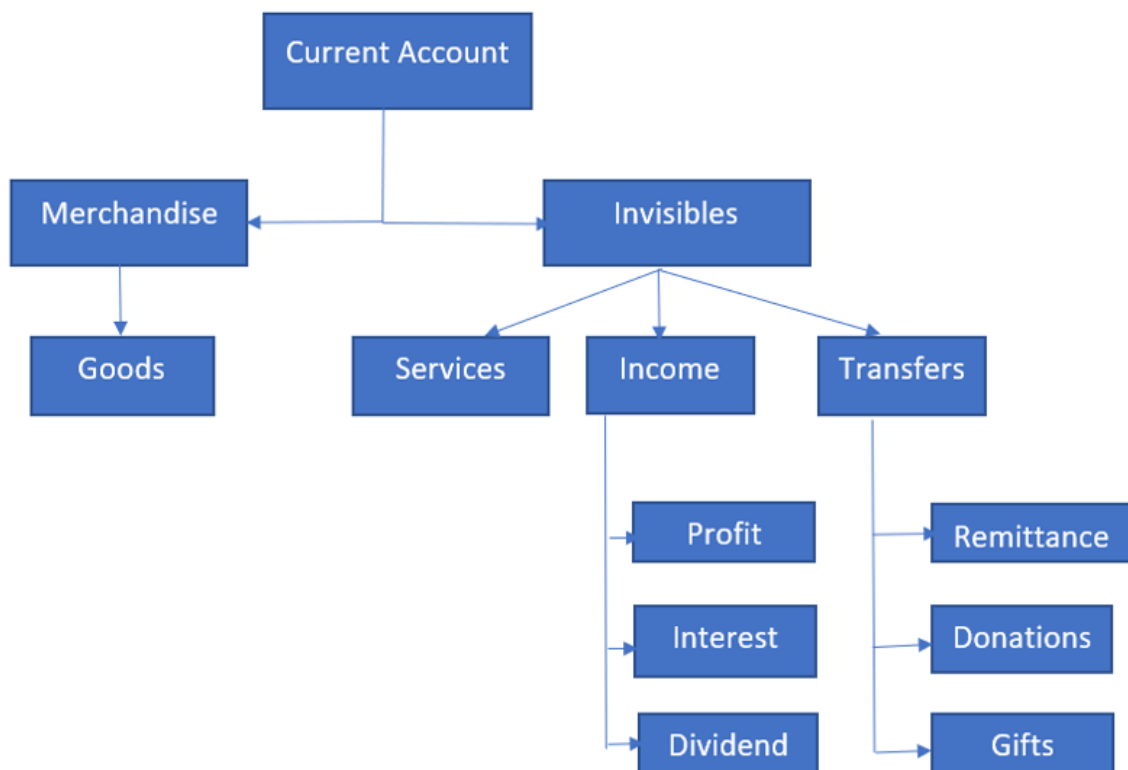 Current Account
Merchandise
Invisibles
Goods
Services
Income
Transfers
Profit
Remittance
Interest
Donations
Dividend
Gifts